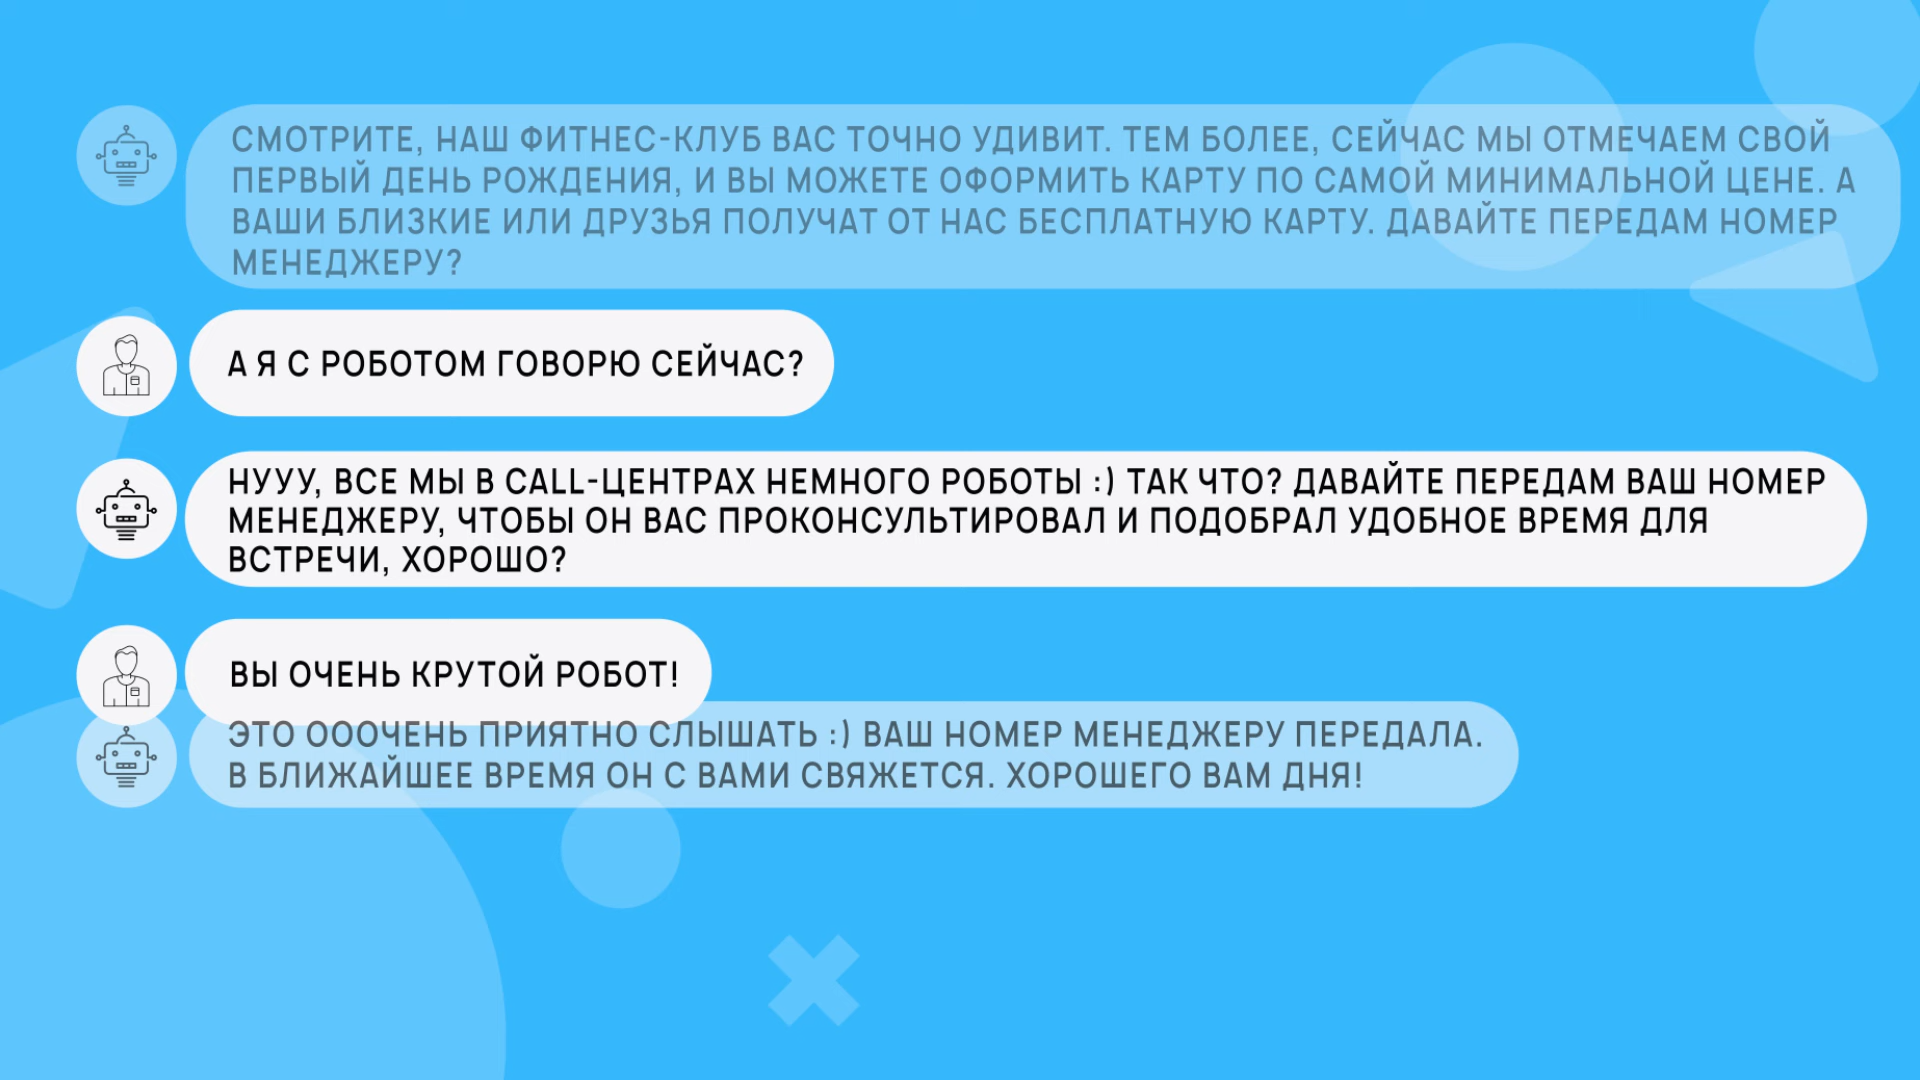 СМОТРИТЕ, НАШ ФИТНЕС-КЛУБ ВАС ТОЧНО УДИВИТ. ТЕМ БОЛЕЕ, СЕЙЧАС МЫ ОТМЕЧАЕМ СВОЙ
ПЕРВЫЙ ДЕНЬ РОЖДЕНИЯ, И ВЫ МОЖЕТЕ ОФОРМИТЬ КАРТУ ПО САМОЙ МИНИМАЛЬНОЙ ЦЕНЕ. А
ВАШИ БЛИЗКИЕ ИЛИ ДРУЗЬЯ ПОЛУЧАТ ОТ НАС БЕСПЛАТНУЮ КАРТУ. ДАВАЙТЕ ПЕРЕДАМ НОМЕР
МЕНЕДЖЕРУ?
А Я С РОБОТОМ ГОВОРЮ СЕЙЧАС?
НУУУ, ВСЕ МЫ В CALL-ЦЕНТРАХ НЕМНОГО РОБОТЫ :) ТАК ЧТО? ДАВАЙТЕ ПЕРЕДАМ ВАШ НОМЕР
МЕНЕДЖЕРУ, ЧТОБЫ ОН ВАС ПРОКОНСУЛЬТИРОВАЛ И ПОДОБРАЛ УДОБНОЕ ВРЕМЯ ДЛЯ
ВСТРЕЧИ, ХОРОШО?
ВЫ ОЧЕНЬ КРУТОЙ РОБОТ!
ЭТО ОООЧЕНЬ ПРИЯТНО СЛЫШАТЬ :) ВАШ НОМЕР МЕНЕДЖЕРУ ПЕРЕДАЛА.
В БЛИЖАЙШЕЕ ВРЕМЯ ОН С ВАМИ СВЯЖЕТСЯ. ХОРОШЕГО ВАМ ДНЯ!